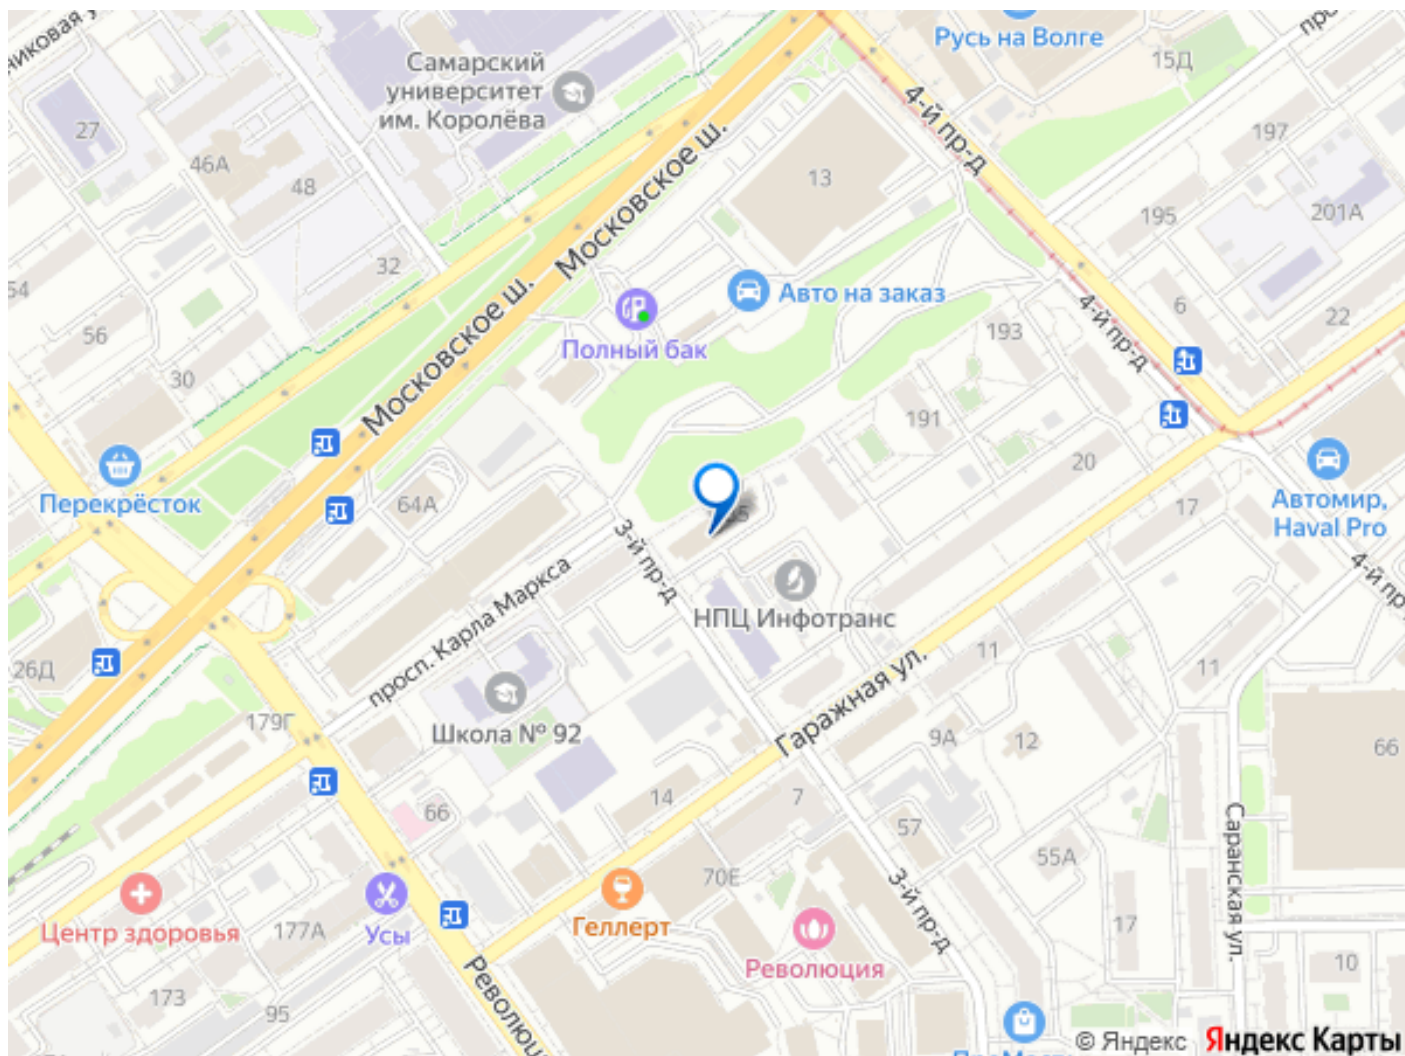 Русь на Волге
15Д
Самарский
университет
им. Королёва
4-й пр-д
197
27
46А
48
Московское ш.
13
195
201А
32
54
Авто на заказ
4-й пр-д
6
22
193
Полный бак
56
30
Московское ш.
191
20
Перекрёсток
64А
17
Автомир,
Haval Pro
3-й пр-д
просп. Карла Маркса
НПЦ Инфотранс
26Д
Гаражная ул.
11
11
179Г
Школа № 92
9А
12
66
14
7
66
57
Саранская ул.
55А
70Е
3-й пр-д
Центр здоровья
177А
Усы
Геллерт
17
Революция
10
173
95
© Яндекс
Яндекс Карты